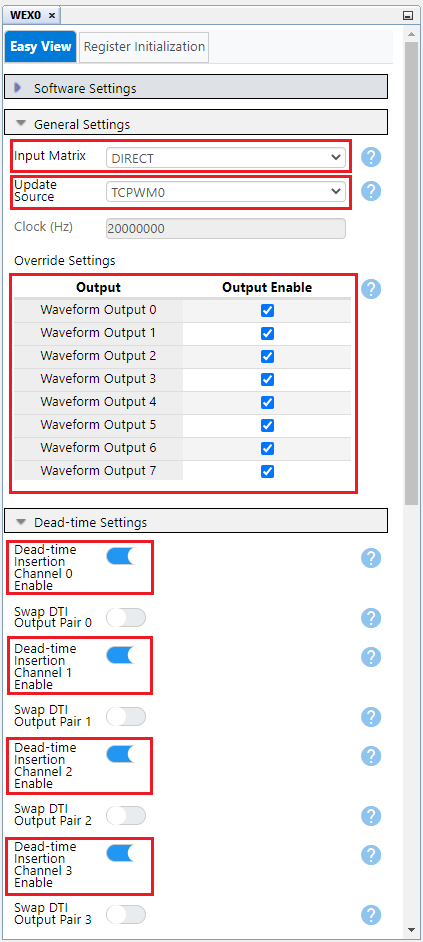 WEX0
Easy View Register Initialization
Software Settings
General Settings
Input Matrix DIRECT
Update
Source TCPWM0
Clock (Hz) 20000000
Override Settings
Output Output Enable
Waveform Output 0
Waveform Output 1
Waveform Output 2
Waveform Output 3
Waveform Output 4
Waveform Output 5
Waveform Output 6
Waveform Output 7
Dead-time Settings
Dead-time
Insertion
Channel 0
Enable
Swap DTI
Output Pair 0
Dead-time
Insertion
Channel 1
Enable
Swap DTI
Output Pair 1
Dead-time
Insertion
Channel 2
Enable
Swap DTI
Output Pair 2
Dead-time
Insertion
Channel 3
Enable
Swap DTI
Output Pair 3